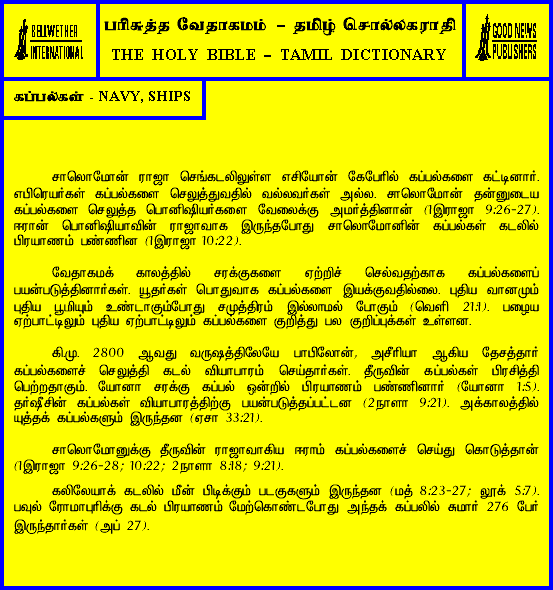 BELLWETHER
INTERNATIONAL
பரிசுத்த வேதாகமம் – தமிழ் சொல்லகராதி
THE HOLY BIBLE – TAMIL DICTIONARY
GOOD NEWS
PUBLISHERS
கப்பல்கள் - NAVY, SHIPS
சாலொமோன் ராஜா செங்கடலிலுள்ள எசியோன் கேபேரில் கப்பல்களை கட்டினார்.
எபிரெயர்கள் கப்பல்களை செலுத்துவதில் வல்லவர்கள் அல்ல. சாலொமோன் தன்னுடைய
கப்பல்களை செலுத்த பொனிஷியர்களை வேலைக்கு அமர்த்தினான் (1இராஜா 9:26-27).
ஈரான் பொனிஷியாவின் ராஜாவாக இருந்தபோது சாலொமோனின் கப்பல்கள் கடலில்
பிரயாணம் பண்ணின (1இராஜா 10:22).
வேதாகமக் காலத்தில் சரக்குகளை ஏற்றிச் செல்வதற்காக கப்பல்களைப்
பயன்படுத்தினார்கள். யூதர்கள் பொதுவாக கப்பல்களை இயக்குவதில்லை. புதிய வானமும்
புதிய பூமியும் உண்டாகும்போது சமுத்திரம் இல்லாமல் போகும் (வெளி 21:1). பழைய
ஏற்பாட்டிலும் புதிய ஏற்பாட்டிலும் கப்பல்களை குறித்து பல குறிப்புக்கள் உள்ளன.
கி.மு. 2800 ஆவது வருஷத்திலேயே பாபிலோன், அசீரியா ஆகிய தேசத்தார்
கப்பல்களைச் செலுத்தி கடல் வியாபாரம் செய்தார்கள். தீருவின் கப்பல்கள் பிரசித்தி
பெற்றதாகும். யோனா சரக்கு கப்பல் ஒன்றில் பிரயாணம் பண்ணினார் (யோனா 1:5).
தர்ஷீசின் கப்பல்கள் வியாபாரத்திற்கு பயன்படுத்தப்பட்டன (2நாளா 9:21). அக்காலத்தில்
யுத்தக் கப்பல்களும் இருந்தன (ஏசா 33:21).
சாலொமோனுக்கு தீருவின் ராஜாவாகிய ஈராம் கப்பல்களைச் செய்து கொடுத்தான்
(1இராஜா 9:26-28; 10:22; 2நாளா 8:18; 9:21).
கலிலேயாக் கடலில் மீன் பிடிக்கும் படகுகளும் இருந்தன (மத் 8:23-27; லூக் 5:7).
பவுல் ரோமாபுரிக்கு கடல் பிரயாணம் மேற்கொண்டபோது அந்தக் கப்பலில் சுமார் 276 பேர்
இருந்தார்கள் (அப் 27).